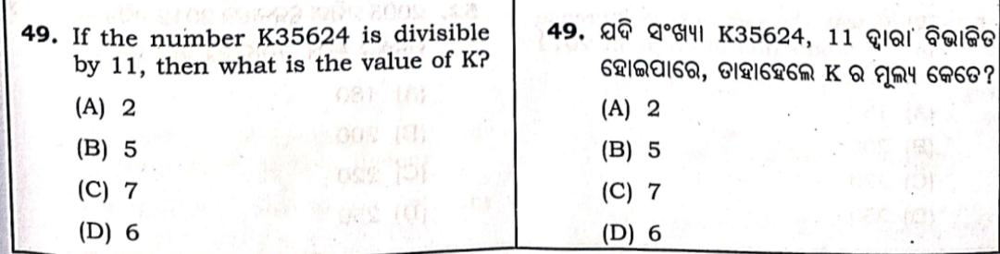 49. If the number K35624 is divisible
by 11, then what is the value of K?
(A) 2
(B) 5
(C) 7
(D) 6
49. ଯଦି ସଂଖ୍ୟା K35624, 11 ଦ୍ୱାରା ବିଭାଜିତ
ହୋଇପାରେ, ତାହାହେଲେ K ର ମୂଲ୍ୟ କେତେ?
(A) 2
(B) 5
(C) 7
(D) 6